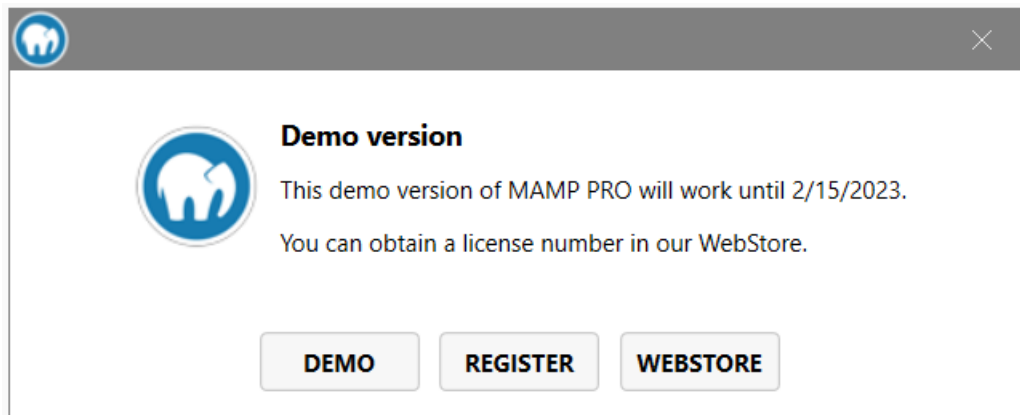 Demo version
This demo version of MAMP PRO will work until 2/15/2023.
You can obtain a license number in our WebStore.
DEMO
REGISTER
WEBSTORE